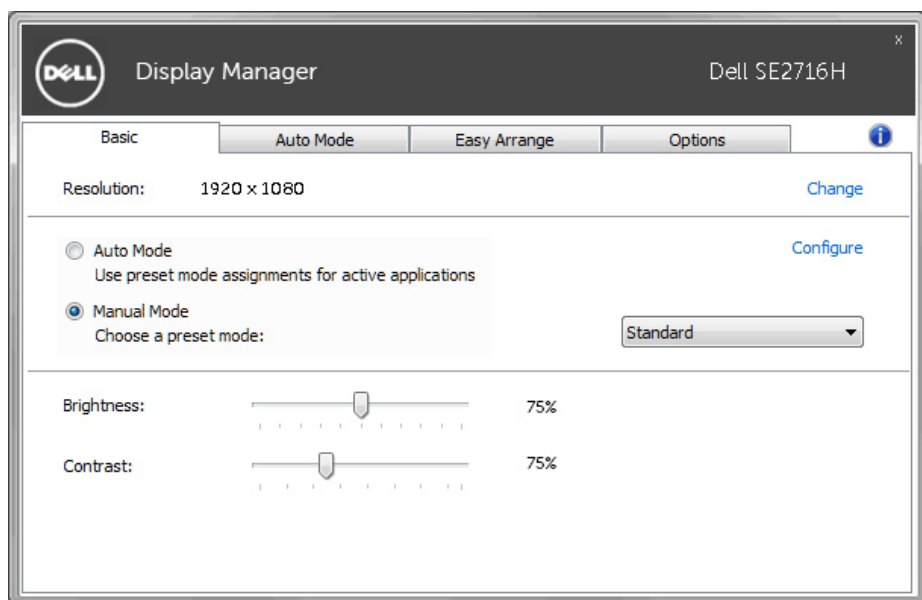 x
DELL Display Manager Dell SE2716H
Basic Auto Mode Easy Arrange Options i
Resolution: 1920 x 1080 Change
Auto Mode Configure
Use preset mode assignments for active applications
Manual Mode
Choose a preset mode: Standard
Brightness: 75%
Contrast: 75%